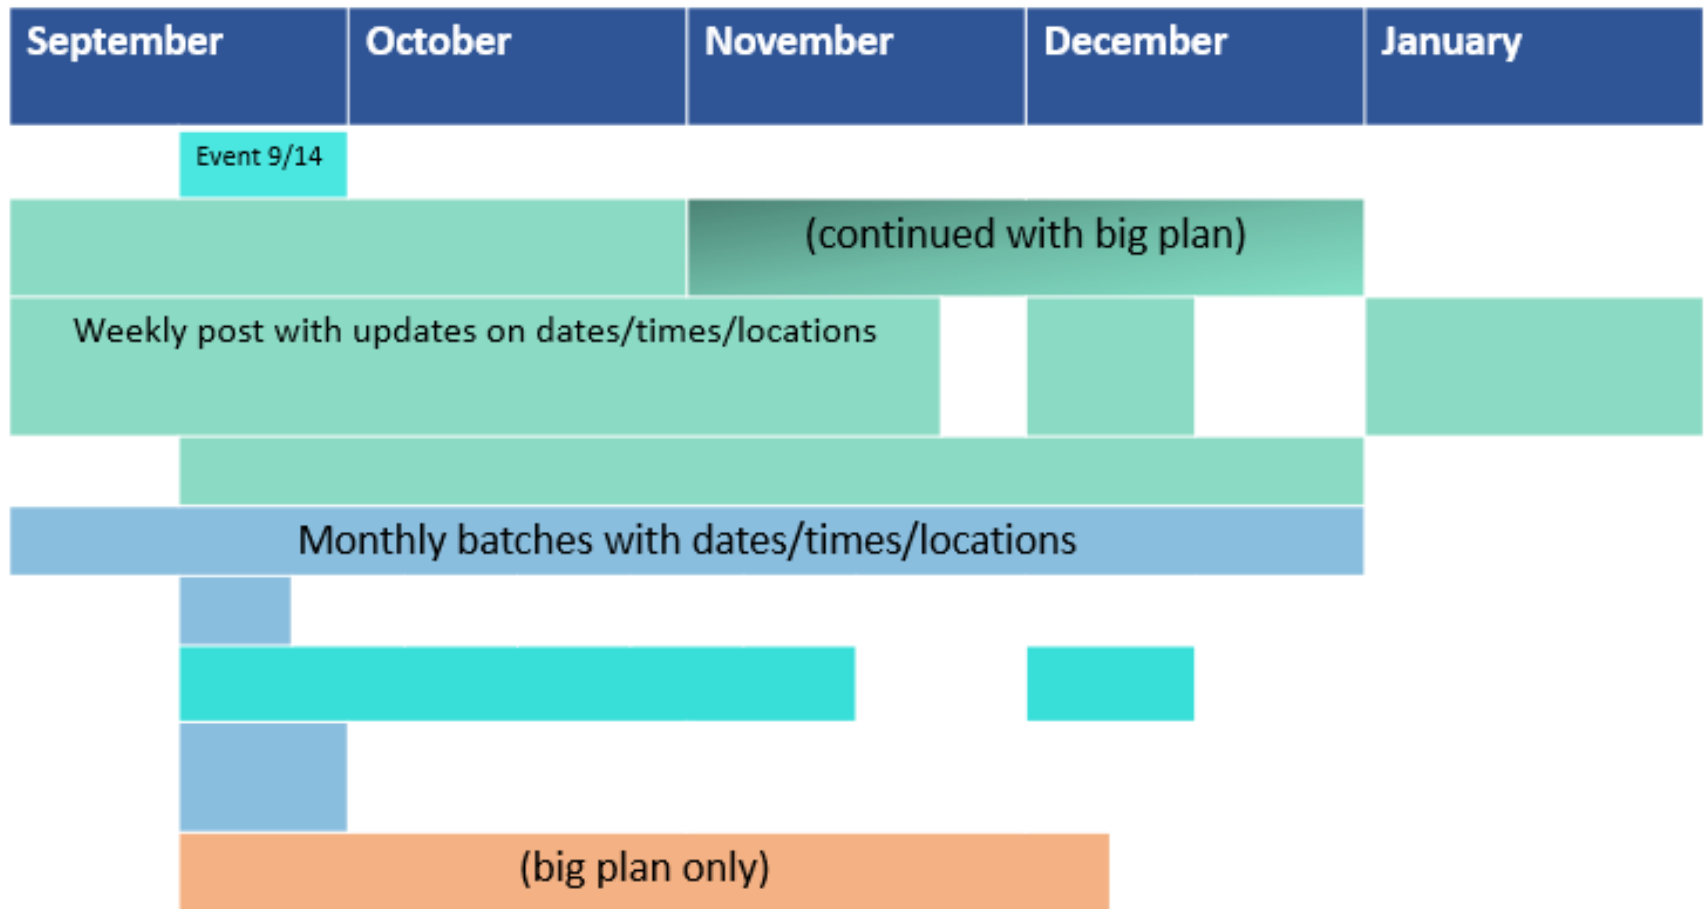 September October November December January
Event 9/14
(continued with big plan)
Weekly post with updates on dates/times/locations
Monthly batches with dates/times/locations
(big plan only)